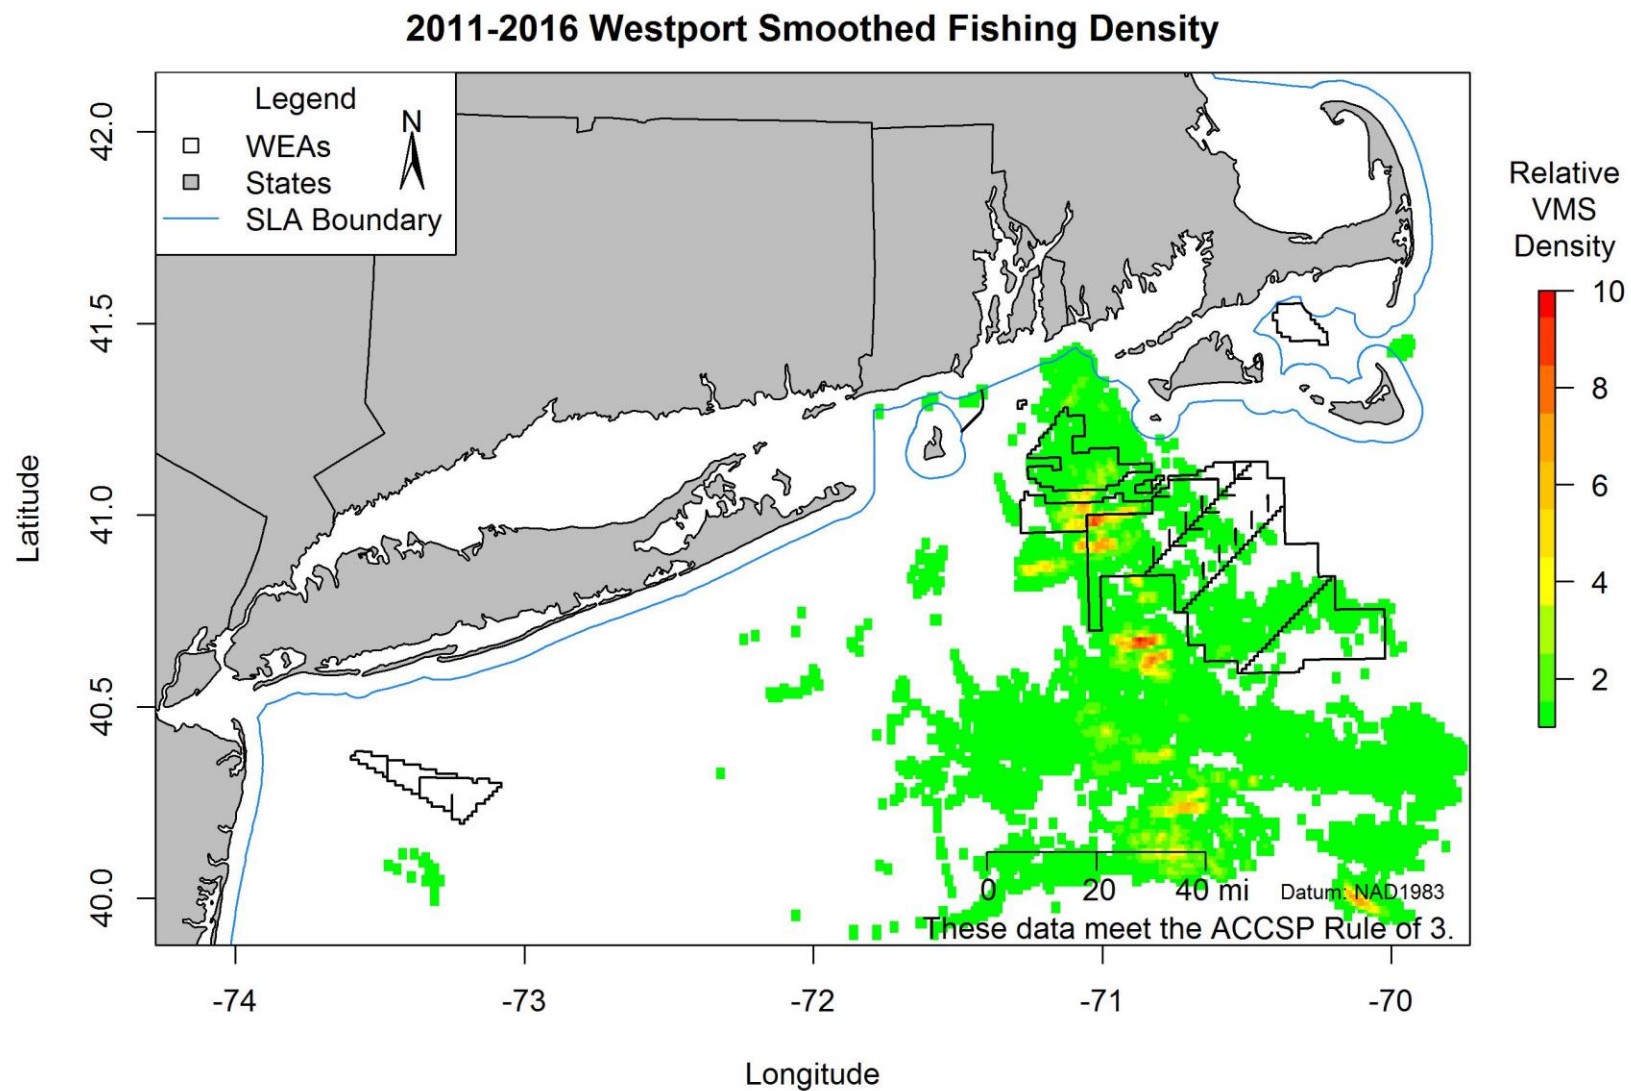 2011-2016 Westport Smoothed Fishing Density
Legend
N
WEAs
States
SLA Boundary
Relative
VMS
Density
10
8
6
4
2
42.0
41.5
41.0
40.5
40.0
Latitude
0 20 40 mi Datum: NAD1983
These data meet the ACCSP Rule of 3.
-74 -73 -72 -71 -70
Longitude